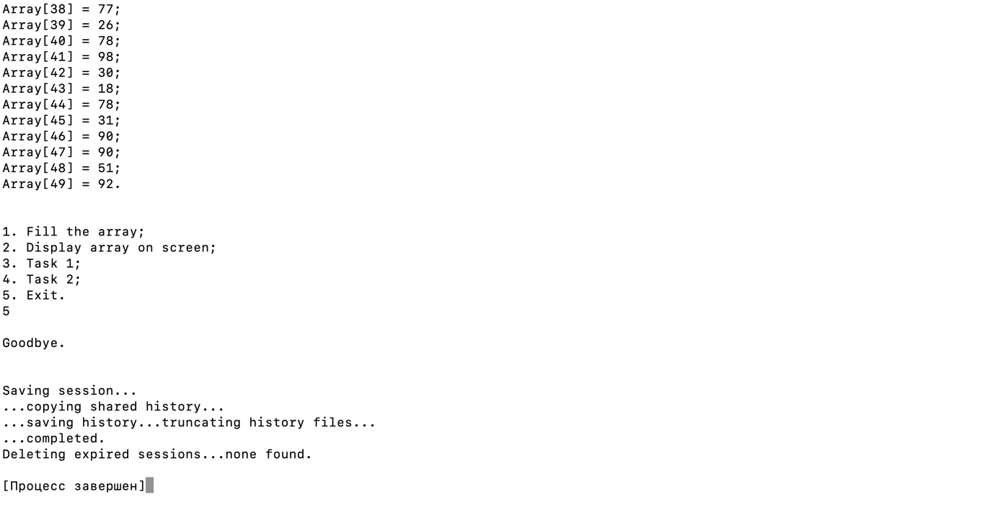 Array[38] = 77;
Array[39] = 26;
Array[40] = 78;
Array[41] = 98;
Array[42] = 30;
Array[43] = 18;
Array[44] = 78;
Array[45] = 31;
Array[46] = 90;
Array[47] = 90;
Array[48] = 51;
Array[49] = 92.
1. Fill the array;
2. Display array on screen;
3. Task 1;
4. Task 2;
5. Exit.
5
Goodbye.
Saving session...
...copying shared history...
...saving history...truncating history files...
...completed.
Deleting expired sessions...none found.
[Процесс завершен]